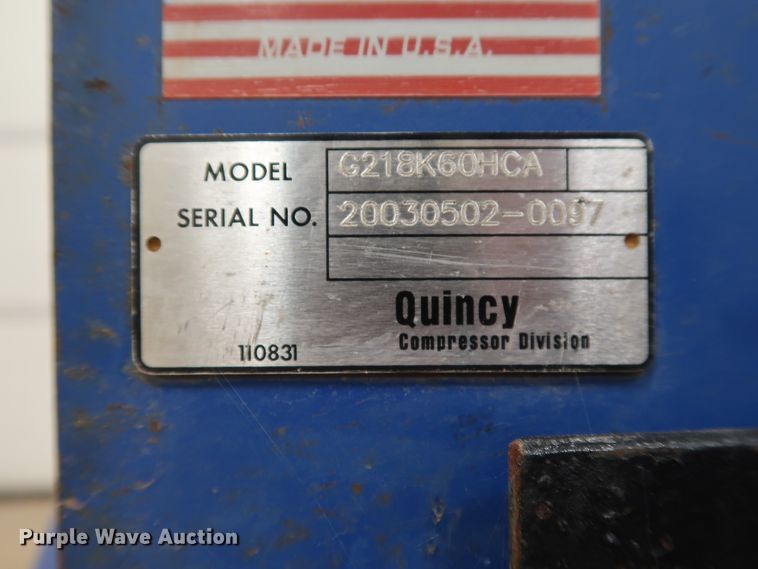 MADE IN U.S.A.
MODEL G218K60HCA
SERIAL NO. 20030502-0097
Quincy
Compressor Division
110831
Purple Wave Auction